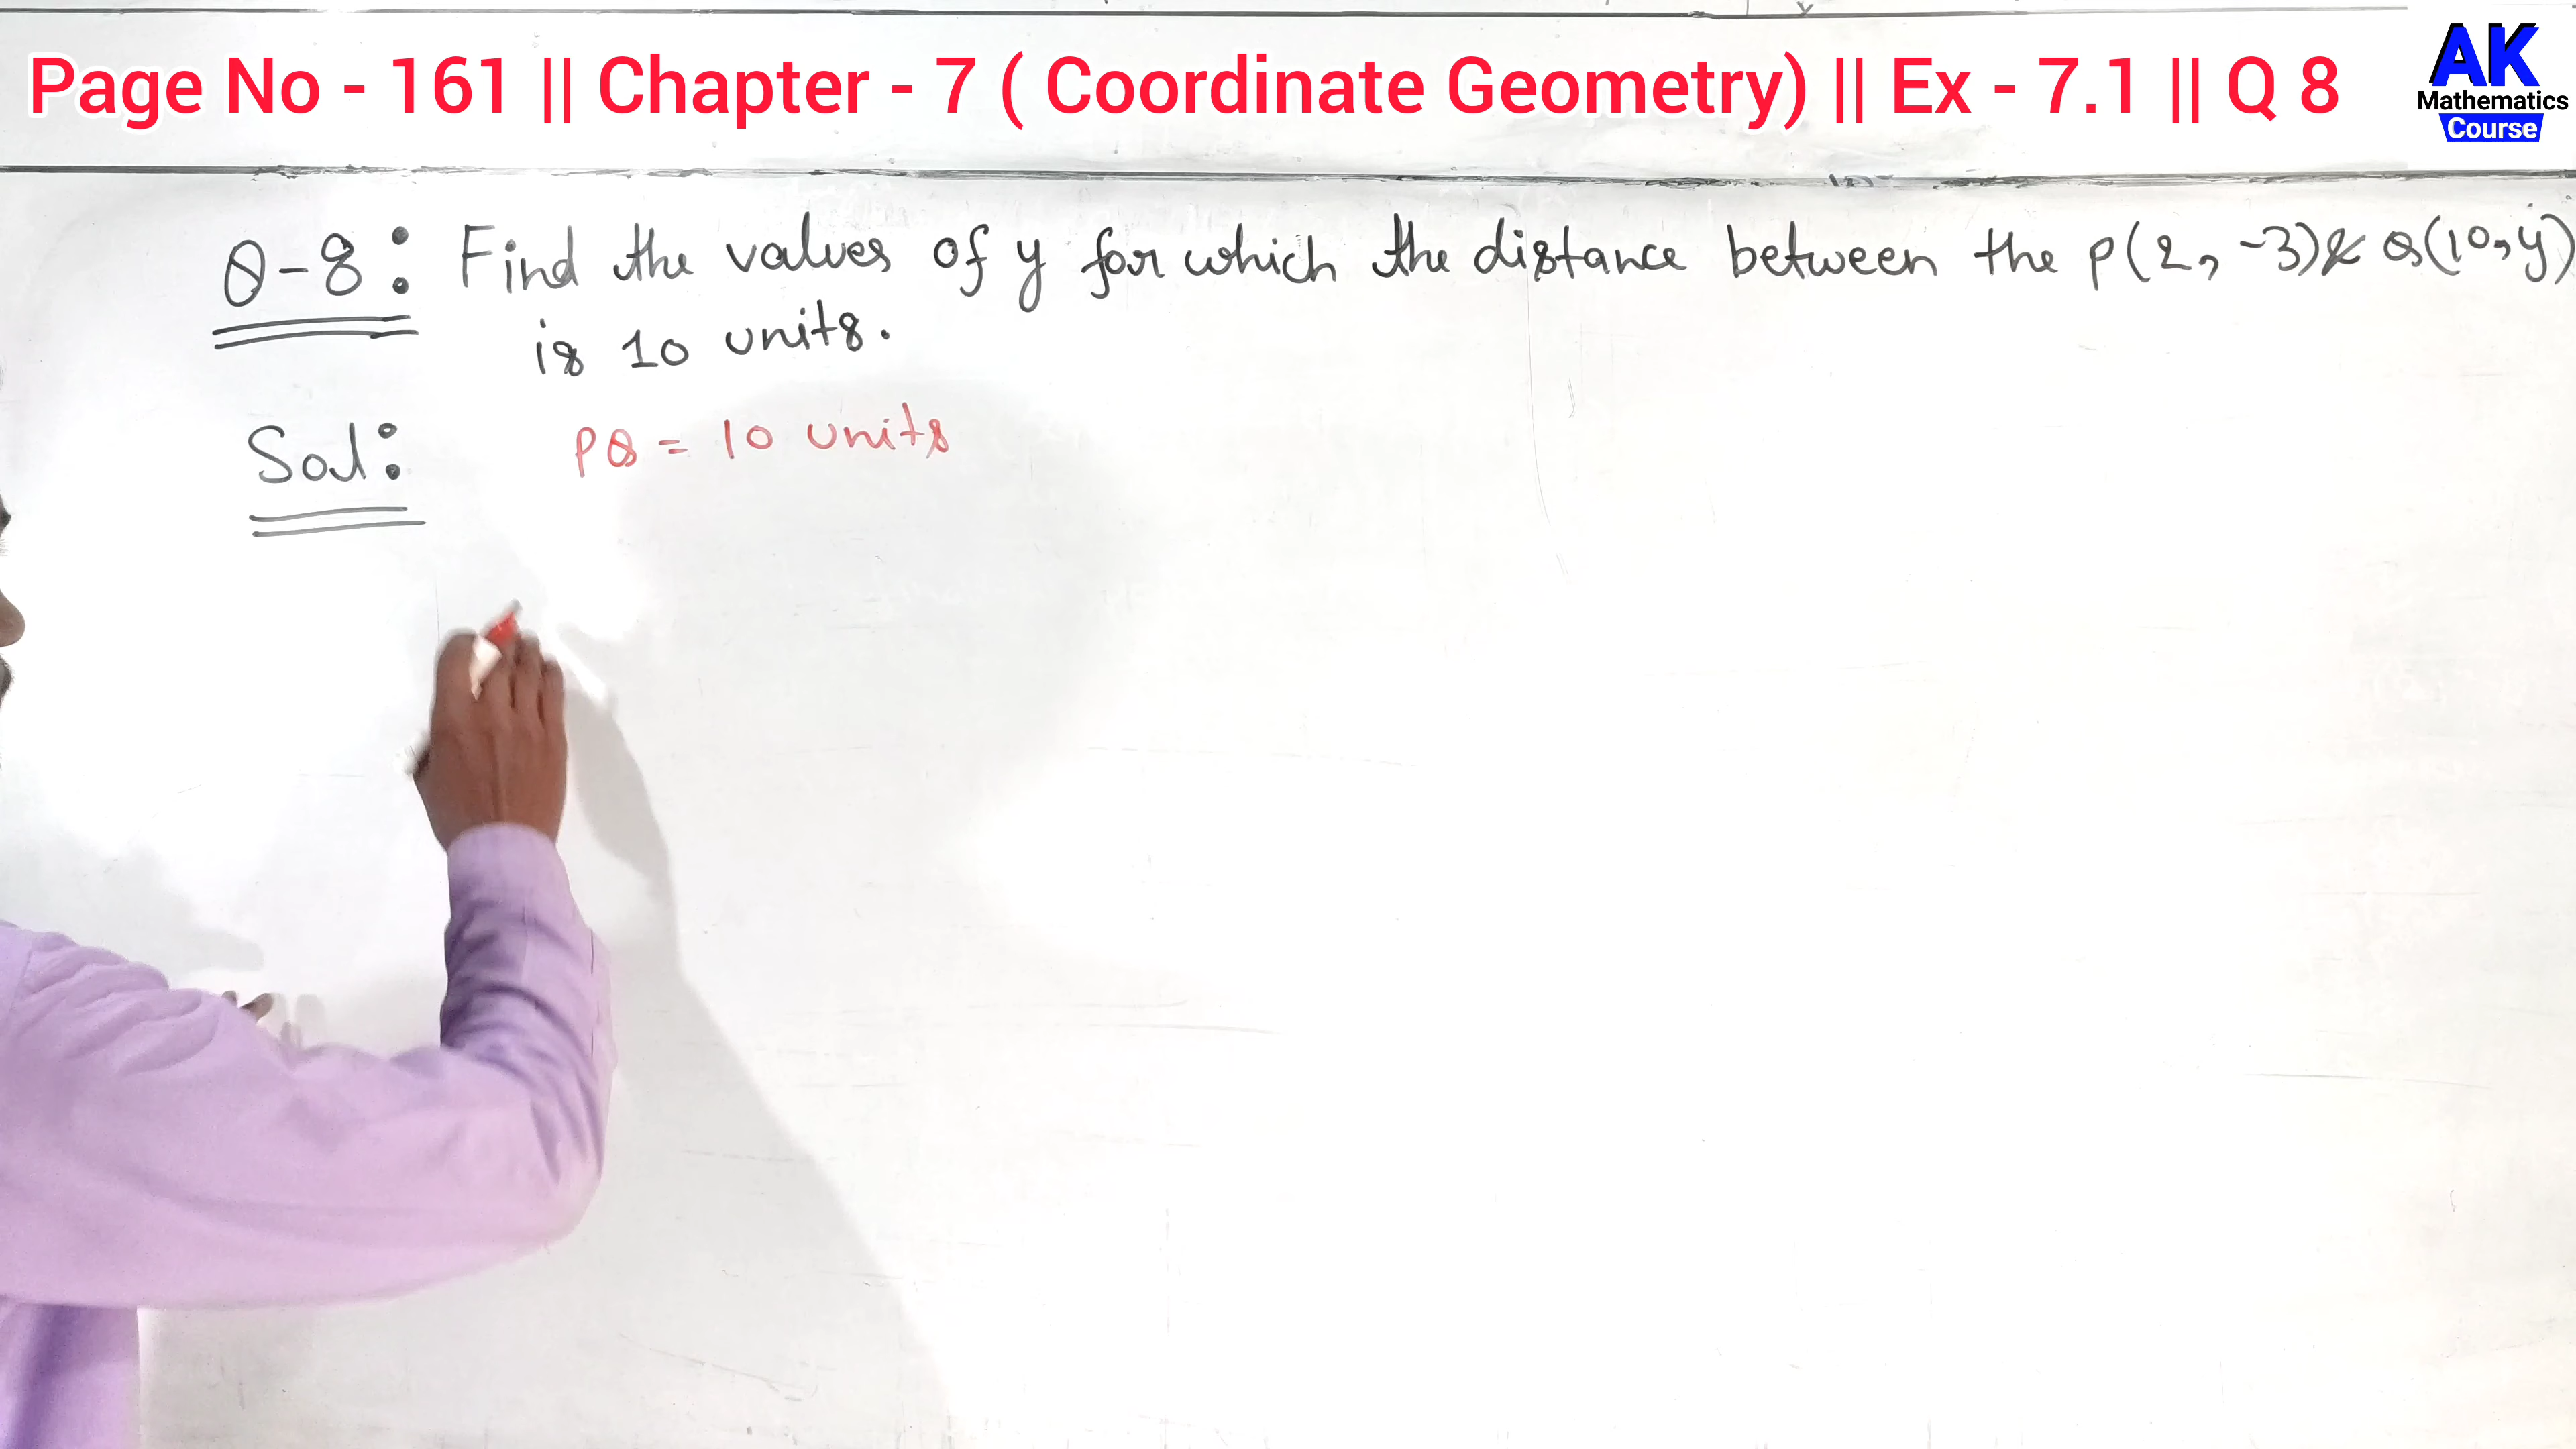 Page No - 161 || Chapter - 7 ( Coordinate Geometry) || Ex - 7.1 || Q 8
AK
Mathematics
Course
Q-8: Find the values of y for which the distance between the P(2, -3) & Q(10, y)
is 10 units.
Sol:
PQ = 10 units